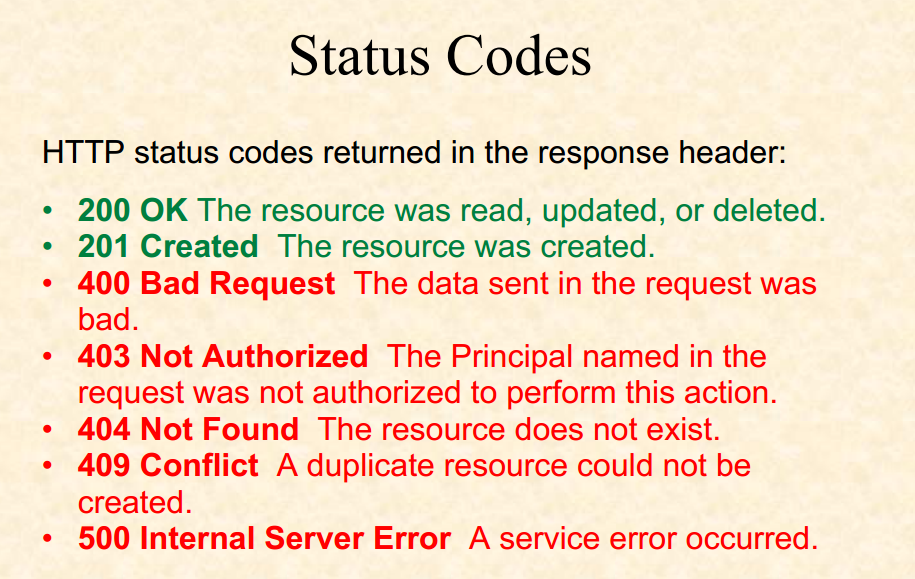 Status Codes
HTTP status codes returned in the response header:
• 200 OK The resource was read, updated, or deleted.
• 201 Created The resource was created.
• 400 Bad Request The data sent in the request was
bad.
• 403 Not Authorized The Principal named in the
request was not authorized to perform this action.
• 404 Not Found The resource does not exist.
• 409 Conflict A duplicate resource could not be
created.
• 500 Internal Server Error A service error occurred.